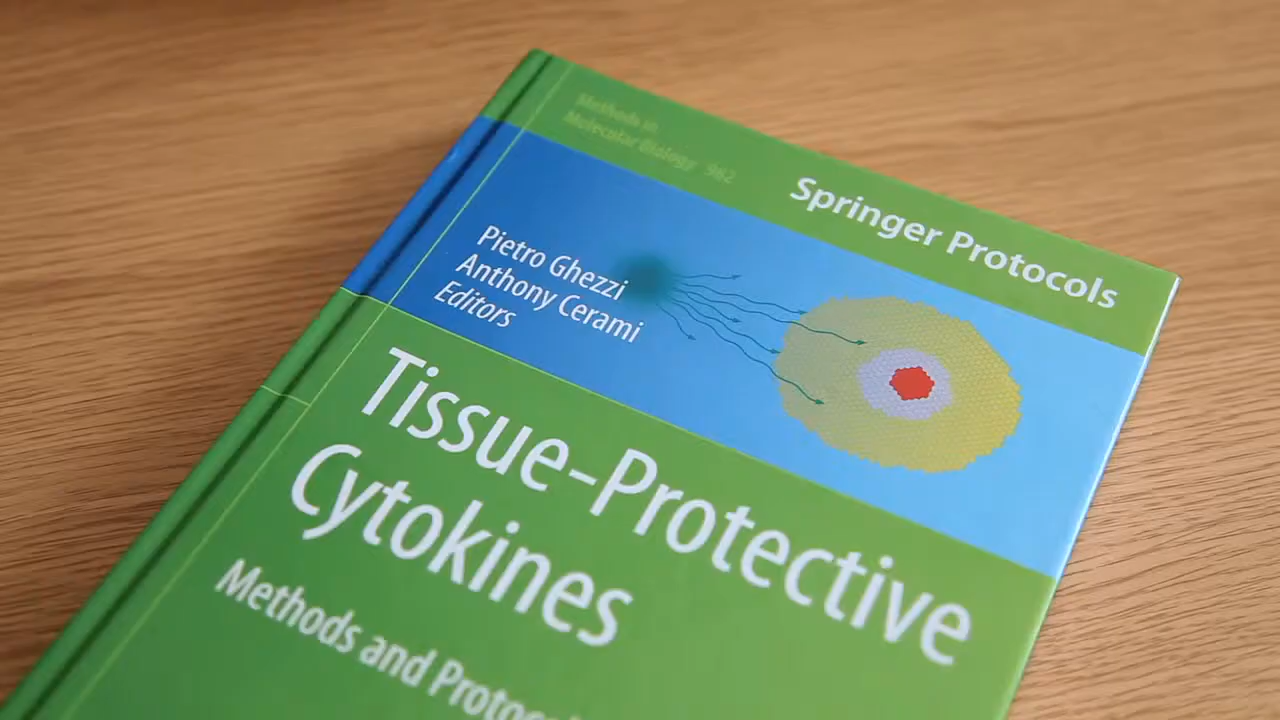 Methods in
Molecular Biology 982
Springer Protocols
Pietro Ghezzi
Anthony Cerami
Editors
Tissue-Protective
Cytokines
Methods and